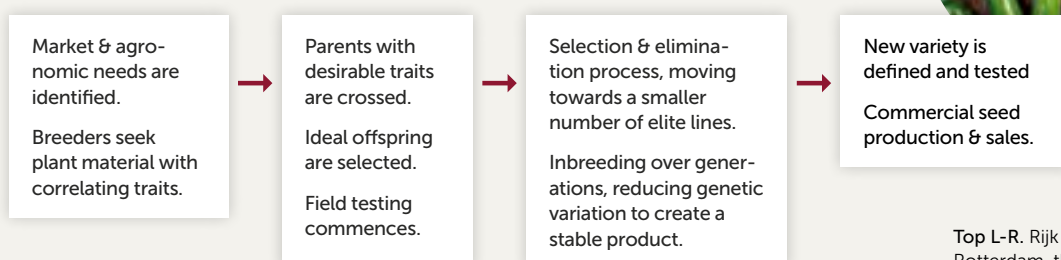 Market & agro-
nomic needs are
identified.
Breeders seek
plant material with
correlating traits.
Parents with
desirable traits
are crossed.
Ideal offspring
are selected.
Field testing
commences.
Selection & elimina-
tion process, moving
towards a smaller
number of elite lines.
Inbreeding over gener-
ations, reducing genetic
variation to create a
stable product.
New variety is
defined and tested
Commercial seed
production & sales.
Top L-R. Rijk